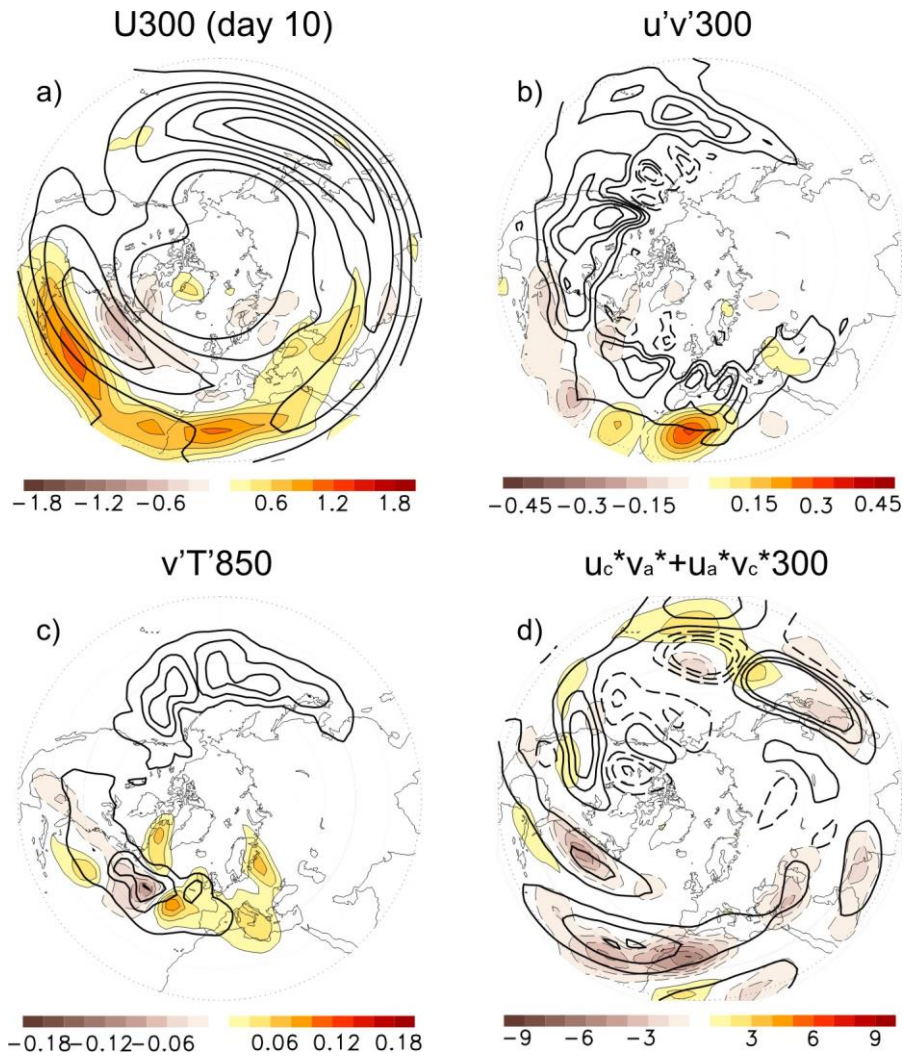 U300 (day 10)
u'v'300
a)
b)
−1.8 −1.2 −0.6 0.6 1.2 1.8
−0.45 −0.3 −0.15 0.15 0.3 0.45
v'T'850
uc*va*+ua*vc*300
c)
d)
−0.18 −0.12 −0.06 0.06 0.12 0.18
−9 −6 −3 3 6 9